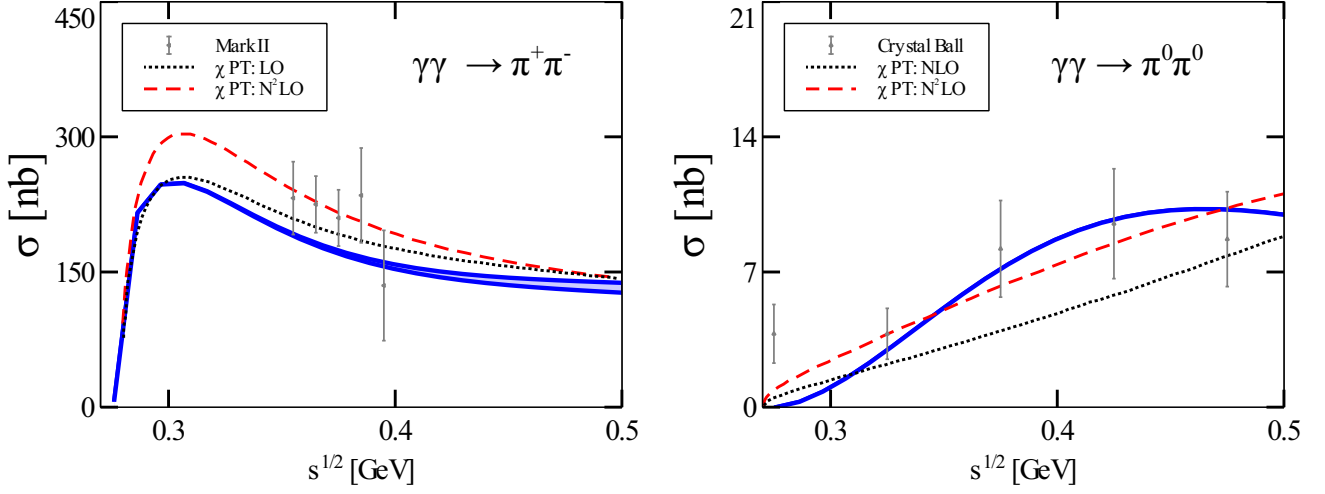 450
300
150
0
σ [nb]
Mark II
χ PT: LO
χ PT: N²LO
γγ → π⁺π⁻
0.3 0.4 0.5
s^{1/2} [GeV]
21
14
7
0
σ [nb]
Crystal Ball
χ PT: NLO
χ PT: N²LO
γγ → π⁰π⁰
0.3 0.4 0.5
s^{1/2} [GeV]